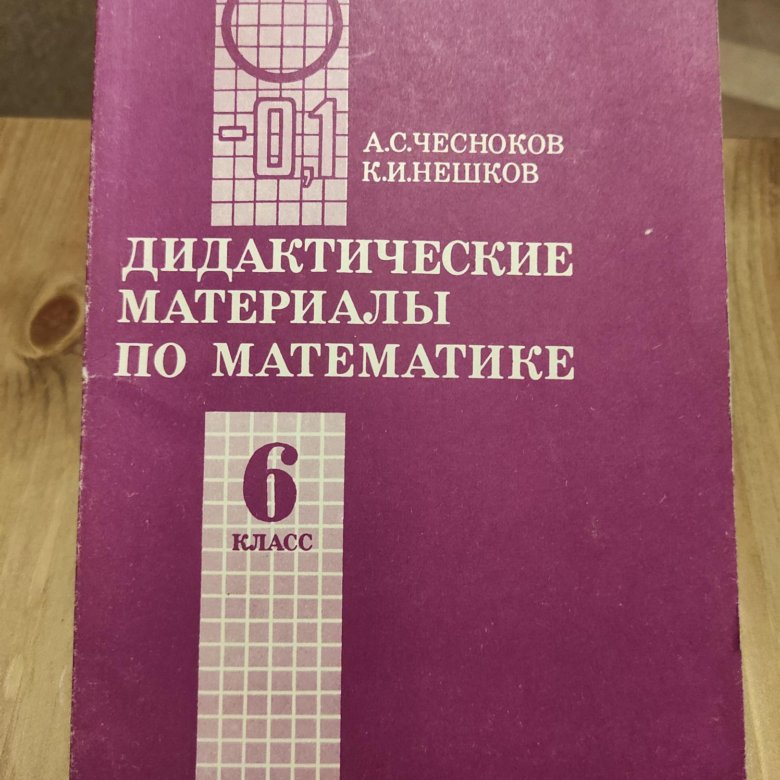 -0,1
А.С.ЧЕСНОКОВ
К.И.НЕШКОВ
ДИДАКТИЧЕСКИЕ
МАТЕРИАЛЫ
ПО МАТЕМАТИКЕ
6
КЛАСС